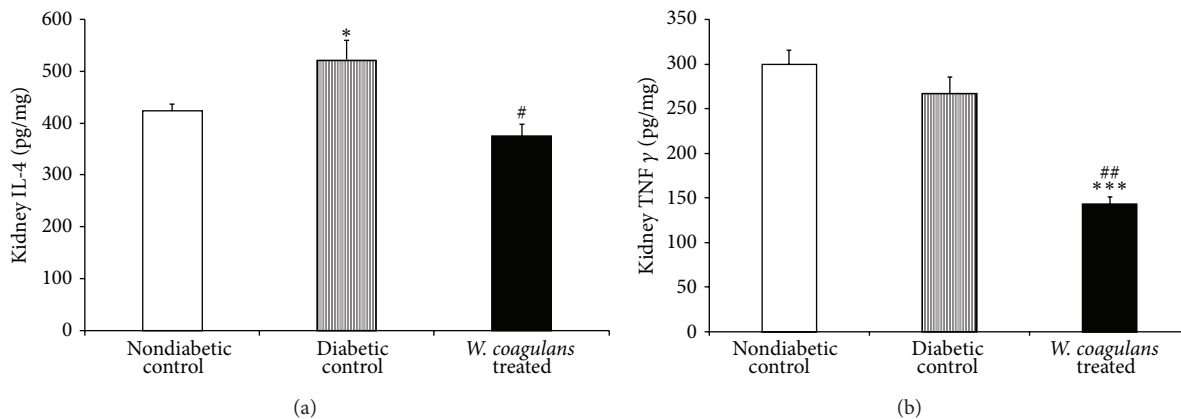 Kidney IL-4 (pg/mg)
600
500
400
300
200
100
0
*
#
Nondiabetic
control
Diabetic
control
W. coagulans
treated
(a)
Kidney TNF γ (pg/mg)
350
300
250
200
150
100
50
0
##
***
Nondiabetic
control
Diabetic
control
W. coagulans
treated
(b)